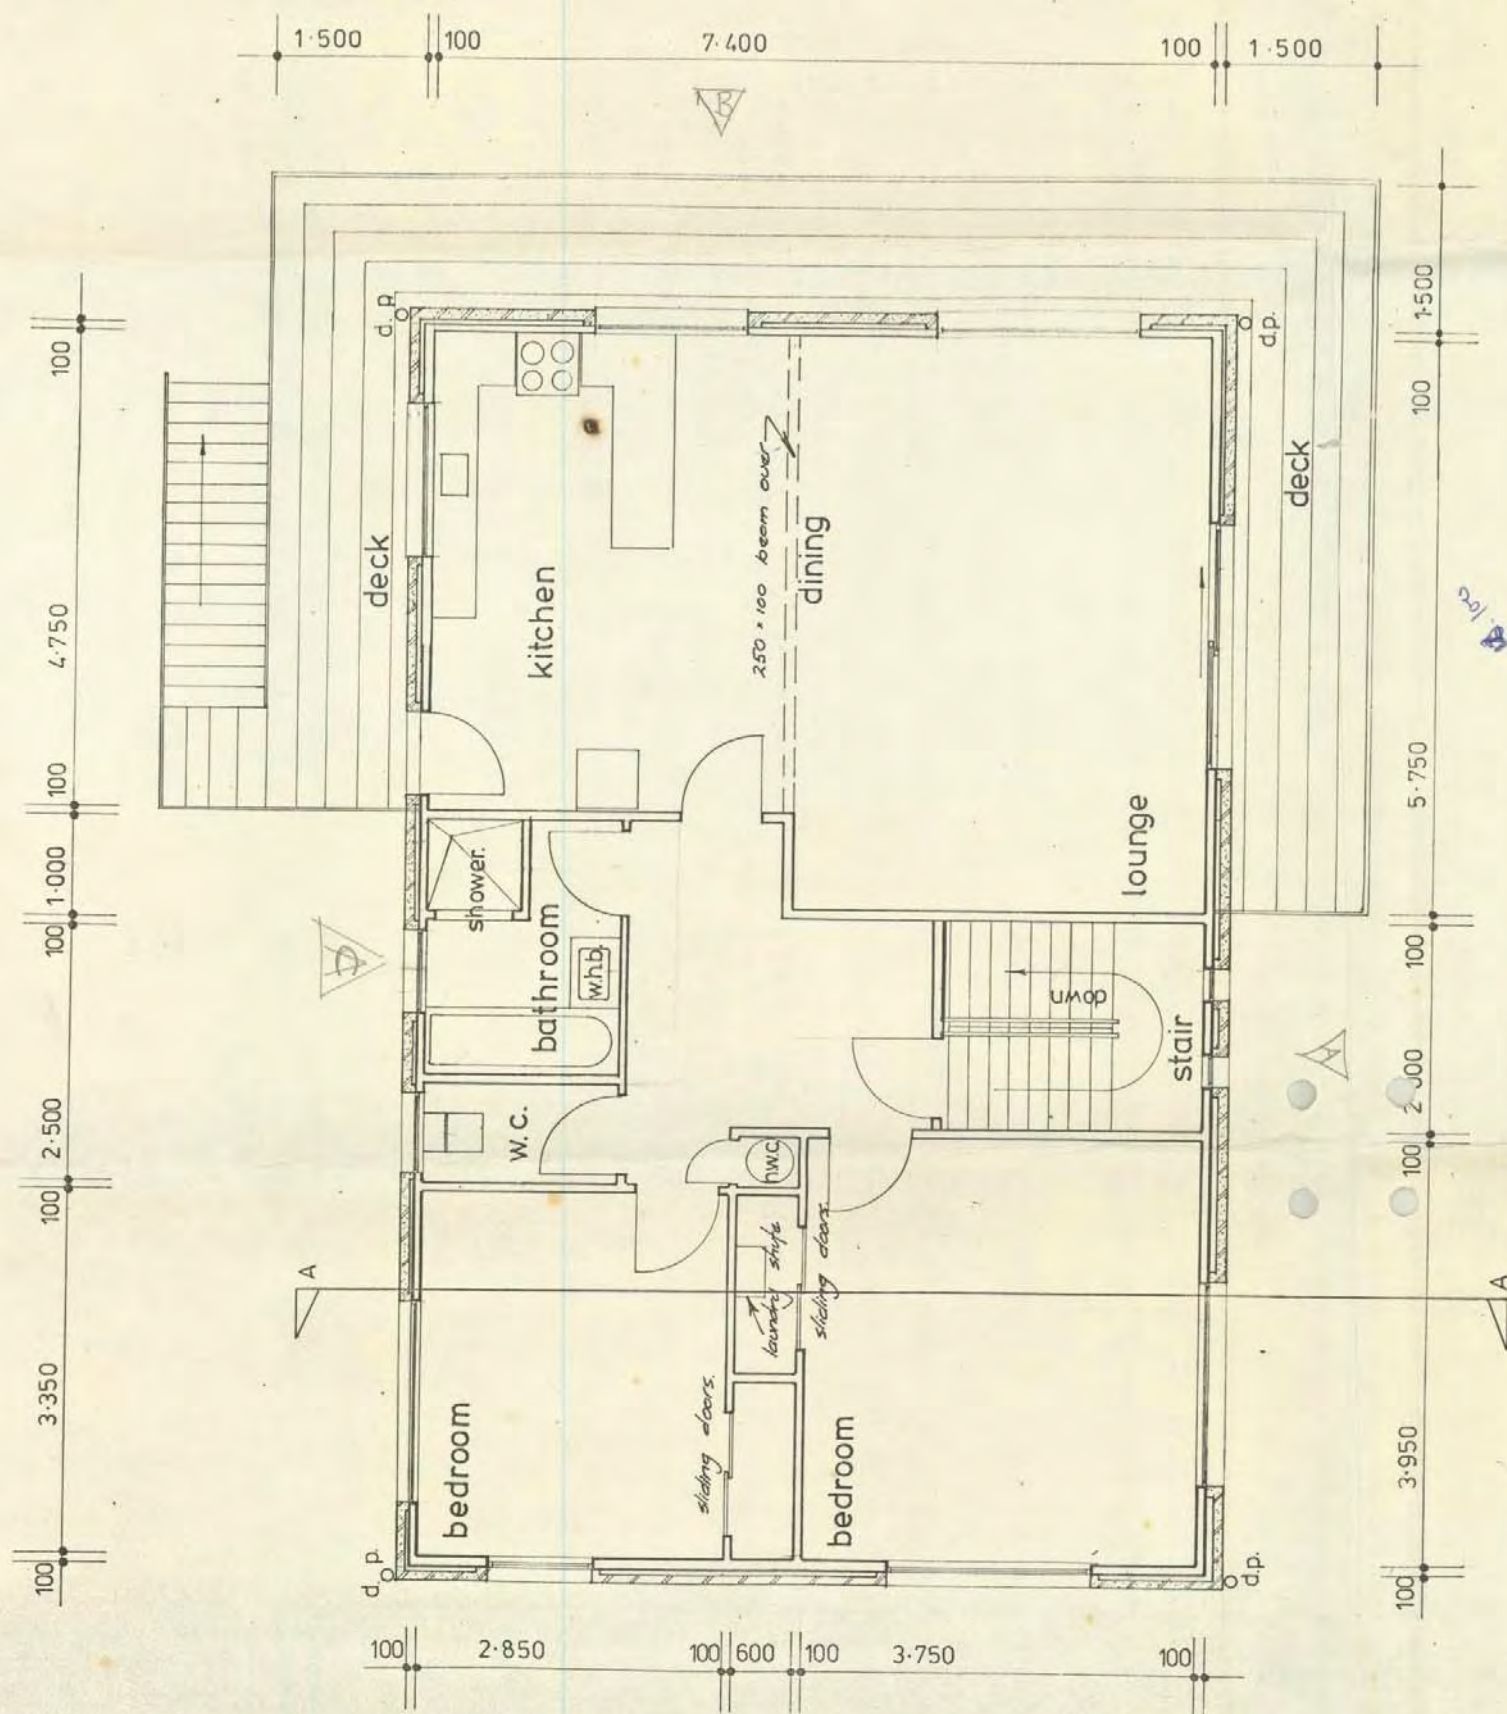 1·500
100
7·400
100
1·500
B
100
4·750
100
1·000
100
2·500
100
3·350
100
1·500
100
5·750
100
100
3·950
100
d. p.
d.p.
deck
kitchen
250 × 100 beam over
dining
deck
lounge
shower.
bathroom
w.h.b.
down
stair
D
A
W.C.
h.w.c.
laundry shute
sliding doors.
A
A
bedroom
sliding doors.
bedroom
d. p.
d.p.
100
2·850
100
600
100
3·750
100